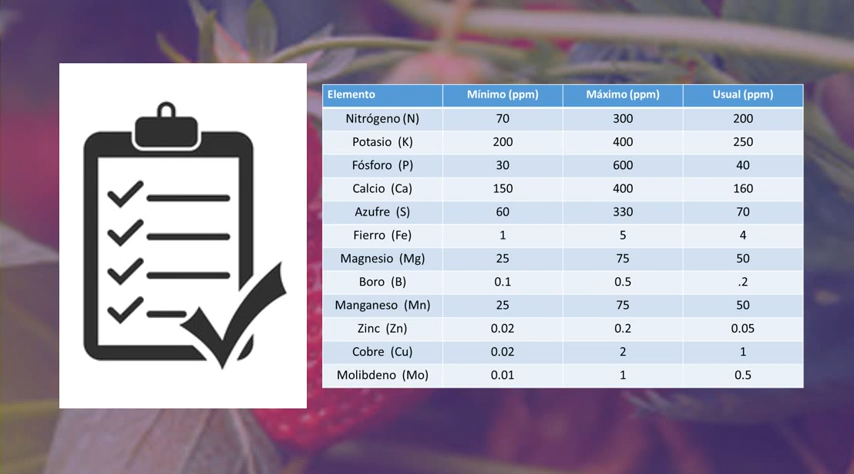 Elemento Mínimo (ppm) Máximo (ppm) Usual (ppm)
Nitrógeno (N) 70 300 200
Potasio (K) 200 400 250
Fósforo (P) 30 600 40
Calcio (Ca) 150 400 160
Azufre (S) 60 330 70
Fierro (Fe) 1 5 4
Magnesio (Mg) 25 75 50
Boro (B) 0.1 0.5 .2
Manganeso (Mn) 25 75 50
Zinc (Zn) 0.02 0.2 0.05
Cobre (Cu) 0.02 2 1
Molibdeno (Mo) 0.01 1 0.5